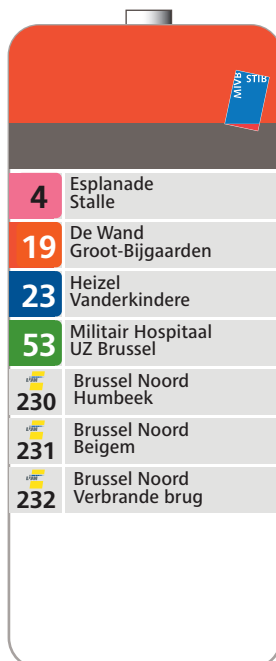 MIVB STIB
4 Esplanade
Stalle
19 De Wand
Groot-Bijgaarden
23 Heizel
Vanderkindere
53 Militair Hospitaal
UZ Brussel
230 Brussel Noord
Humbeek
231 Brussel Noord
Beigem
232 Brussel Noord
Verbrande brug